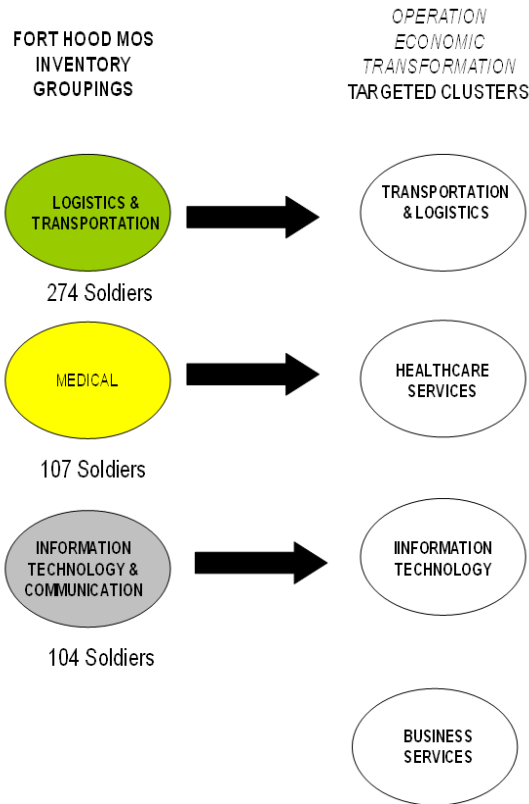 FORT HOOD MOS
INVENTORY
GROUPINGS
OPERATION
ECONOMIC
TRANSFORMATION
TARGETED CLUSTERS
LOGISTICS &
TRANSPORTATION
274 Soldiers
TRANSPORTATION
& LOGISTICS
MEDICAL
107 Soldiers
HEALTHCARE
SERVICES
INFORMATION
TECHNOLOGY &
COMMUNICATION
104 Soldiers
IINFORMATION
TECHNOLOGY
BUSINESS
SERVICES